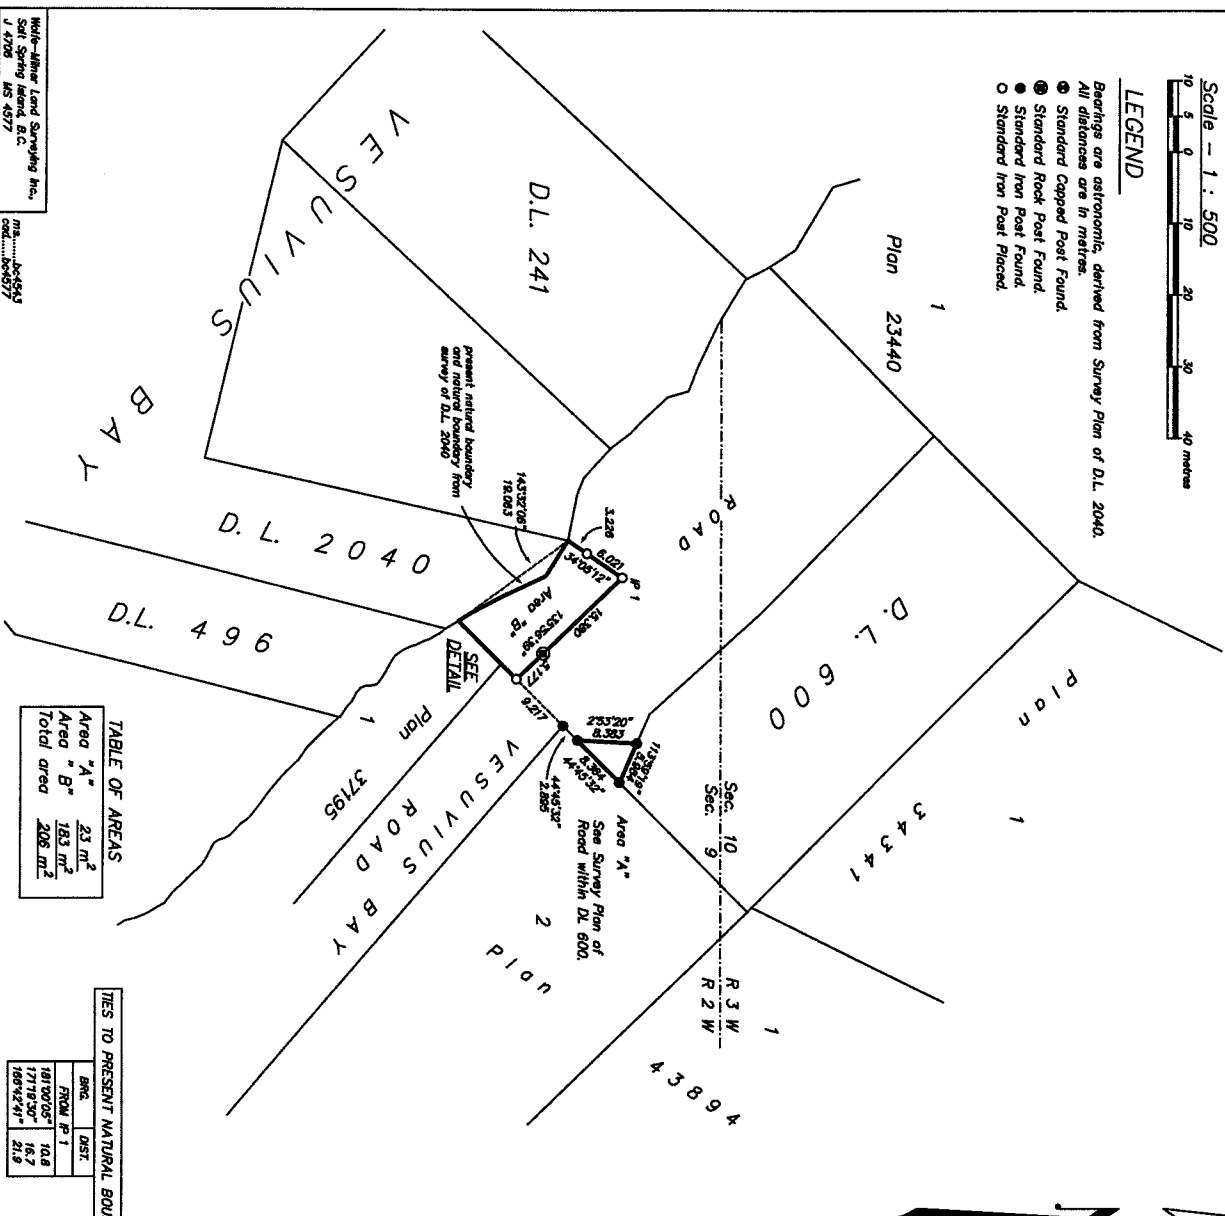 Scale - 1 : 500
10 5 0 10 20 30 40 metres
LEGEND
Bearings are astronomic, derived from Survey Plan of D.L. 2040.
All distances are in metres.
Standard Capped Post Found.
Standard Rock Post Found.
Standard Iron Post Found.
Standard Iron Post Placed.
1
Plan 23440
D.L. 241
VESUVIUS
BAY
ROAD
D. L. 600
Plan
34341
1
Sec. 10
Sec. 9
R 3 W
R 2 W
1
43894
present natural boundary
and natural boundary from
survey of D.L. 2040
143°32'06"
19.063
3.226
6.021
34°05'12"
IP 1
15.380
135°56'39"
4.177
Area "B"
9.217
2°53'20"
8.383
8.384
44°45'32"
44°45'32"
2.895
Area "A"
See Survey Plan of
Road within DL 600.
SEE
DETAIL
D. L. 2040
D.L. 496
1
Plan 37195
VESUVIUS BAY
ROAD
2
Plan
TABLE OF AREAS
Area "A" 23 m²
Area "B" 183 m²
Total area 206 m²
TIES TO PRESENT NATURAL BOU
BRG. DIST.
FROM IP 1
181°00'05" 10.8
171°19'30" 16.7
166°42'41" 21.9
Wolfe-Milner Land Surveying Inc.,
Salt Spring Island, B.C.
J 4706 MS 4577